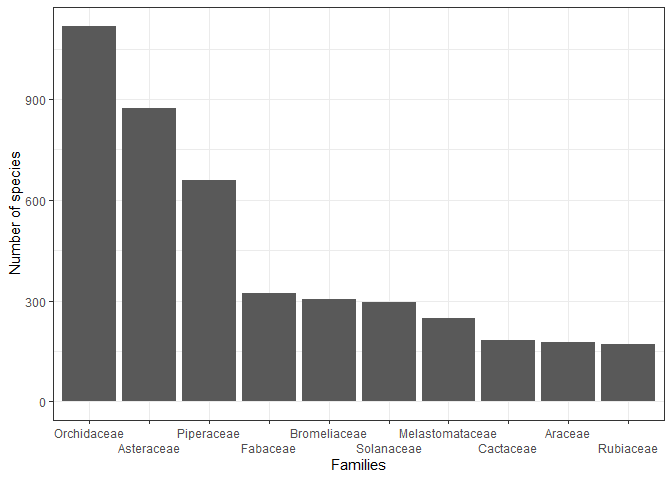 Number of species
900
600
300
0
Orchidaceae Piperaceae Bromeliaceae Melastomataceae Araceae
Asteraceae Fabaceae Solanaceae Cactaceae Rubiaceae
Families